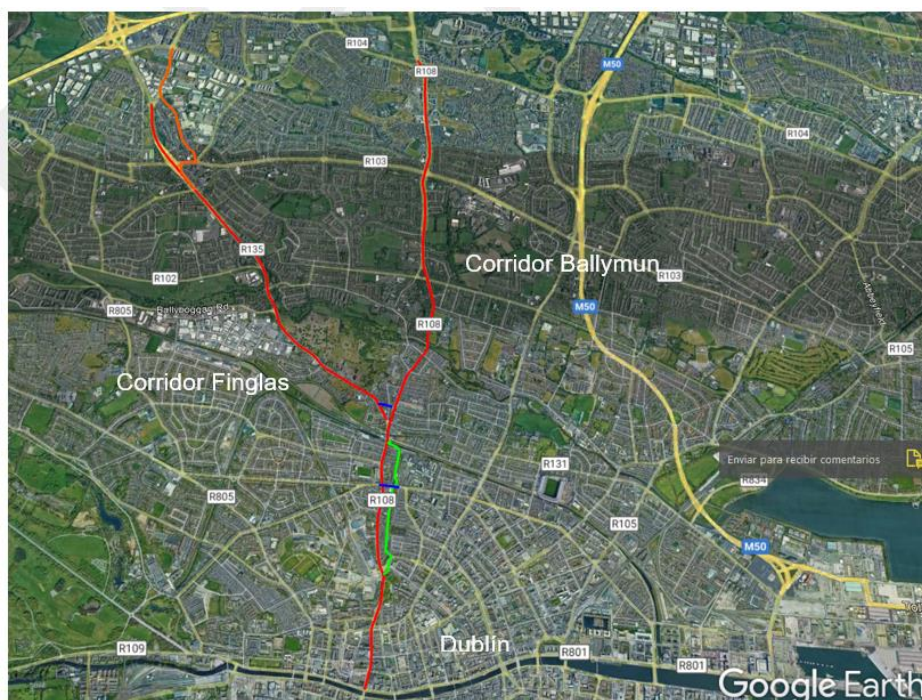 R104
R108
M50
R104
R103
R135
Corridor Ballymun
R103
R102
M50
R805
Ballyboggan Rd
R108
R105
Corridor Finglas
Enviar para recibir comentarios
R131
R834
R805
R108
R105
M50
Dublín
R109
R801
R801
Google Earth